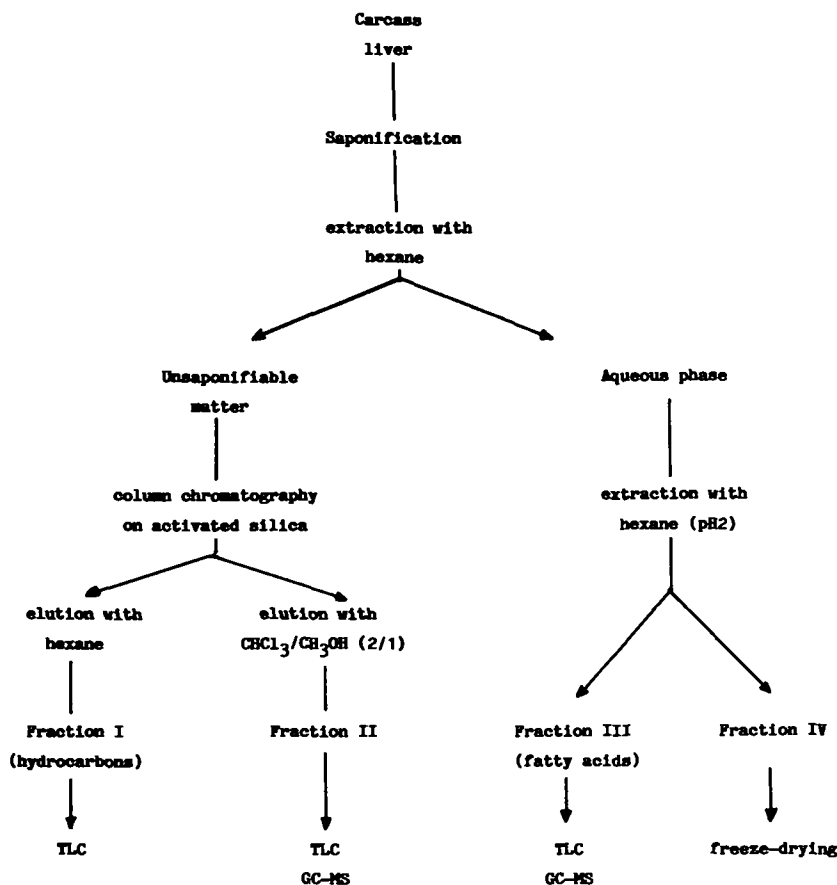 Carcass
liver
Saponification
extraction with
hexane
Unsaponifiable
matter
Aqueous phase
column chromatography
on activated silica
extraction with
hexane (pH2)
elution with
hexane
elution with
CHCl3/CH3OH (2/1)
Fraction I
(hydrocarbons)
Fraction II
Fraction III
(fatty acids)
Fraction IV
TLC
TLC
GC-MS
TLC
GC-MS
freeze-drying